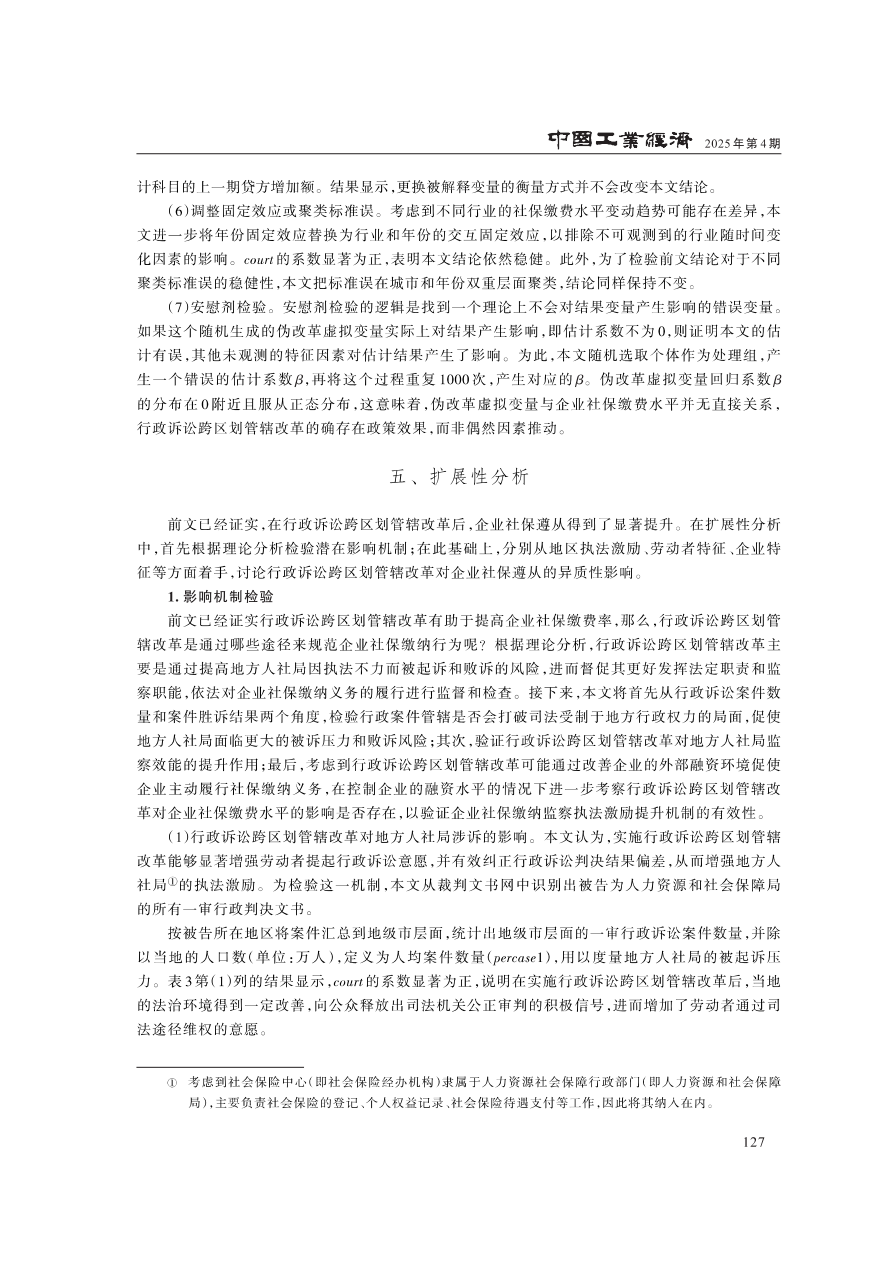 中國工業經濟 2025年第4期
计科目的上一期贷方增加额。结果显示,更换被解释变量的衡量方式并不会改变本文结论。
(6)调整固定效应或聚类标准误。考虑到不同行业的社保缴费水平变动趋势可能存在差异,本
文进一步将年份固定效应替换为行业和年份的交互固定效应,以排除不可观测到的行业随时间变
化因素的影响。court的系数显著为正,表明本文结论依然稳健。此外,为了检验前文结论对于不同
聚类标准误的稳健性,本文把标准误在城市和年份双重层面聚类,结论同样保持不变。
(7)安慰剂检验。安慰剂检验的逻辑是找到一个理论上不会对结果变量产生影响的错误变量。
如果这个随机生成的伪改革虚拟变量实际上对结果产生影响,即估计系数不为0,则证明本文的估
计有误,其他未观测的特征因素对估计结果产生了影响。为此,本文随机选取个体作为处理组,产
生一个错误的估计系数β,再将这个过程重复1000次,产生对应的β。伪改革虚拟变量回归系数β
的分布在0附近且服从正态分布,这意味着,伪改革虚拟变量与企业社保缴费水平并无直接关系,
行政诉讼跨区划管辖改革的确存在政策效果,而非偶然因素推动。
五、扩展性分析
前文已经证实,在行政诉讼跨区划管辖改革后,企业社保遵从得到了显著提升。在扩展性分析
中,首先根据理论分析检验潜在影响机制;在此基础上,分别从地区执法激励、劳动者特征、企业特
征等方面着手,讨论行政诉讼跨区划管辖改革对企业社保遵从的异质性影响。
1. 影响机制检验
前文已经证实行政诉讼跨区划管辖改革有助于提高企业社保缴费率,那么,行政诉讼跨区划管
辖改革是通过哪些途径来规范企业社保缴纳行为呢？根据理论分析,行政诉讼跨区划管辖改革主
要是通过提高地方人社局因执法不力而被起诉和败诉的风险,进而督促其更好发挥法定职责和监
察职能,依法对企业社保缴纳义务的履行进行监督和检查。接下来,本文将首先从行政诉讼案件数
量和案件胜诉结果两个角度,检验行政案件管辖是否会打破司法受制于地方行政权力的局面,促使
地方人社局面临更大的被诉压力和败诉风险;其次,验证行政诉讼跨区划管辖改革对地方人社局监
察效能的提升作用;最后,考虑到行政诉讼跨区划管辖改革可能通过改善企业的外部融资环境促使
企业主动履行社保缴纳义务,在控制企业的融资水平的情况下进一步考察行政诉讼跨区划管辖改
革对企业社保缴费水平的影响是否存在,以验证企业社保缴纳监察执法激励提升机制的有效性。
(1)行政诉讼跨区划管辖改革对地方人社局涉诉的影响。本文认为,实施行政诉讼跨区划管辖
改革能够显著增强劳动者提起行政诉讼意愿,并有效纠正行政诉讼判决结果偏差,从而增强地方人
社局①的执法激励。为检验这一机制,本文从裁判文书网中识别出被告为人力资源和社会保障局
的所有一审行政判决文书。
按被告所在地区将案件汇总到地级市层面,统计出地级市层面的一审行政诉讼案件数量,并除
以当地的人口数(单位:万人),定义为人均案件数量(percase1),用以度量地方人社局的被起诉压
力。表3第(1)列的结果显示,court的系数显著为正,说明在实施行政诉讼跨区划管辖改革后,当地
的法治环境得到一定改善,向公众释放出司法机关公正审判的积极信号,进而增加了劳动者通过司
法途径维权的意愿。
① 考虑到社会保险中心(即社会保险经办机构)隶属于人力资源社会保障行政部门(即人力资源和社会保障
局),主要负责社会保险的登记、个人权益记录、社会保险待遇支付等工作,因此将其纳入在内。
127